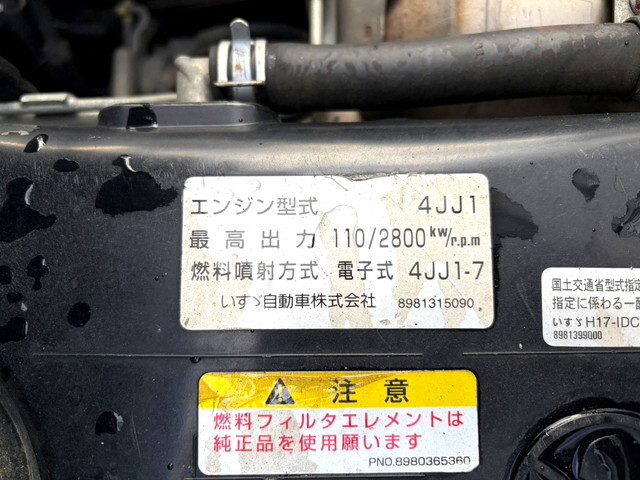 エンジン型式 4JJ1
最高出力 110/2800kW/r.p.m
燃料噴射方式 電子式 4JJ1-7
いすゞ自動車株式会社 8981315090
国土交通省型式指定
指定に係わる一酸
いすゞH17-IDC
8981399000
注意
燃料フィルタエレメントは
純正品を使用願います
PNO.8980365360